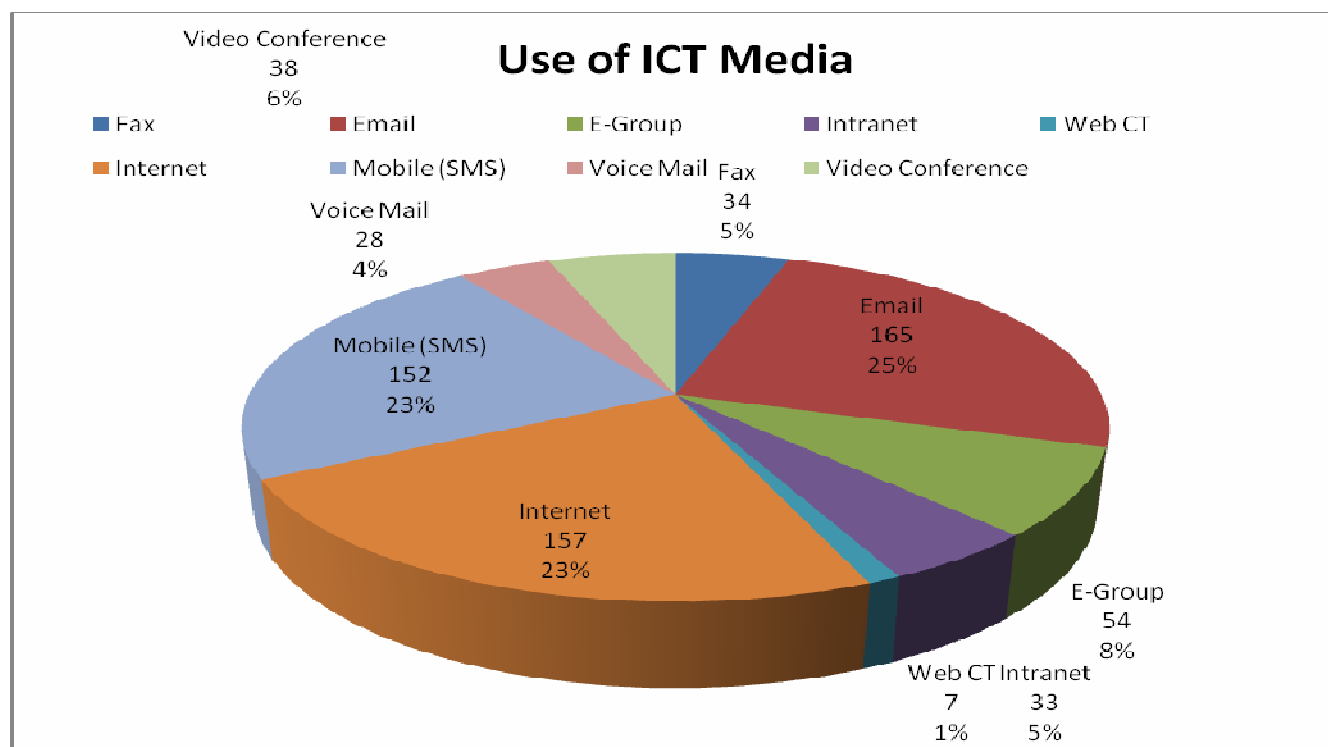 Video Conference
38
6%
Use of ICT Media
Fax
Email
E-Group
Intranet
Web CT
Internet
Mobile (SMS)
Voice Mail
Video Conference
Fax
34
5%
Voice Mail
28
4%
Email
165
25%
Mobile (SMS)
152
23%
Internet
157
23%
E-Group
54
8%
Web CT
7
1%
Intranet
33
5%